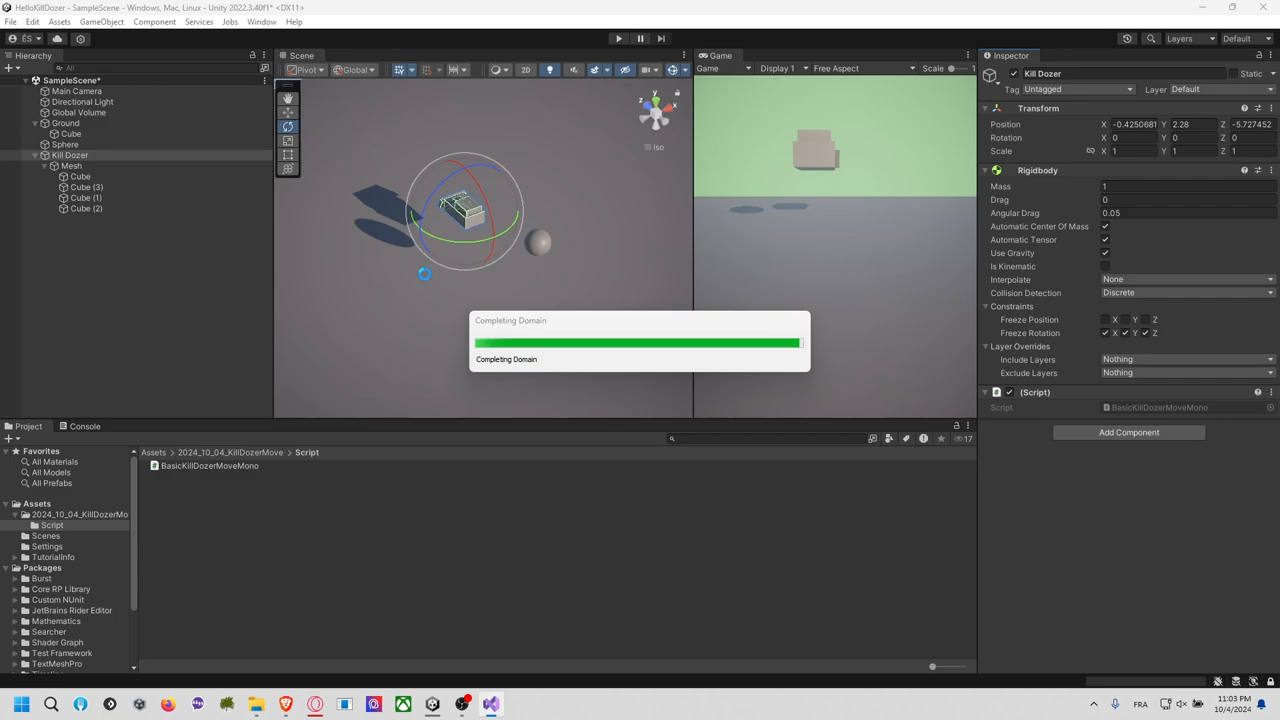 HelloKillDozer - SampleScene - Windows, Mac, Linux - Unity 2022.3.40f1* <DX11>
File Edit Assets GameObject Component Services Jobs Window Help
ÉS
Layers
Default
Hierarchy
All
SampleScene*
Main Camera
Directional Light
Global Volume
Ground
Cube
Sphere
Kill Dozer
Mesh
Cube
Cube (3)
Cube (1)
Cube (2)
Scene
Pivot
Global
2D
y
x
z
Iso
Game
Game
Display 1
Free Aspect
Scale
1
Completing Domain
Completing Domain
Inspector
Kill Dozer
Static
Tag Untagged
Layer Default
Transform
Position X -0.4250681 Y 2.28 Z -5.727452
Rotation X 0 Y 0 Z 0
Scale X 1 Y 1 Z 1
Rigidbody
Mass 1
Drag 0
Angular Drag 0.05
Automatic Center Of Mass
Automatic Tensor
Use Gravity
Is Kinematic
Interpolate None
Collision Detection Discrete
Constraints
Freeze Position X Y Z
Freeze Rotation X Y Z
Layer Overrides
Include Layers Nothing
Exclude Layers Nothing
(Script)
Script BasicKillDozerMoveMono
Add Component
Project
Console
17
Favorites
All Materials
All Models
All Prefabs
Assets
2024_10_04_KillDozerMo
Script
Scenes
Settings
TutorialInfo
Packages
Burst
Core RP Library
Custom NUnit
JetBrains Rider Editor
Mathematics
Searcher
Shader Graph
Test Framework
TextMeshPro
Assets 2024_10_04_KillDozerMove Script
BasicKillDozerMoveMono
FRA
11:03 PM
10/4/2024